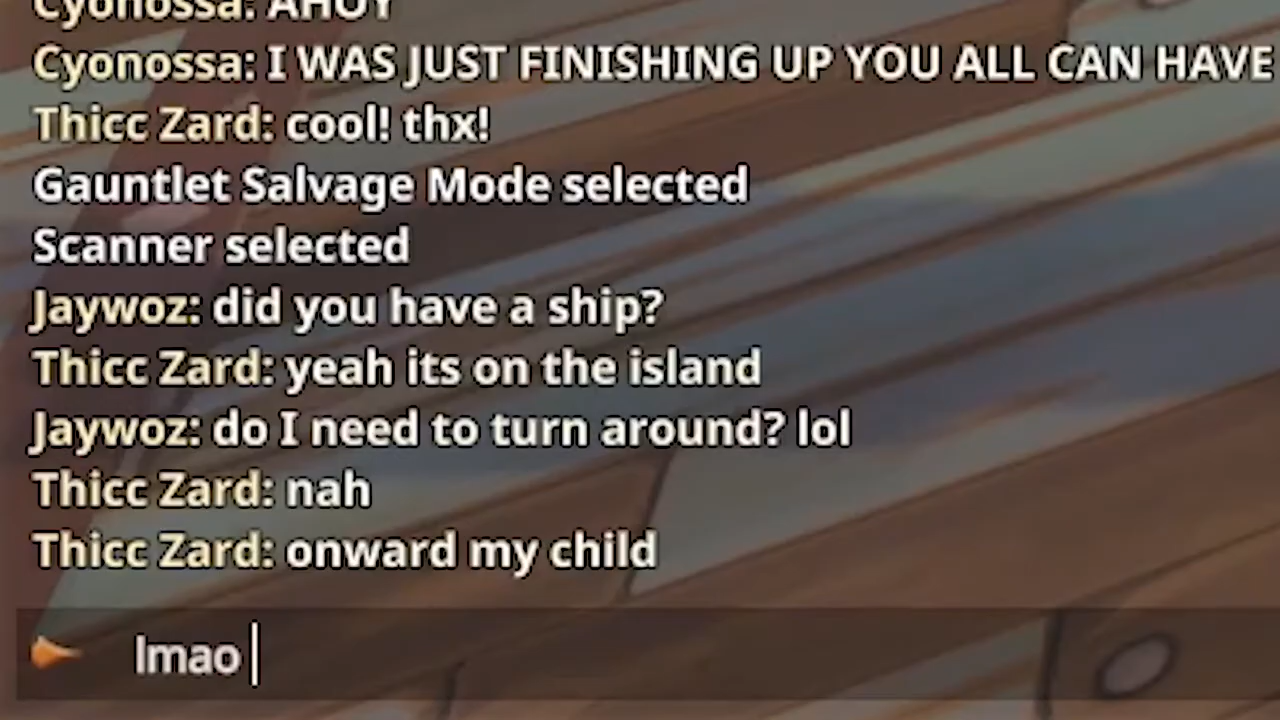 Cyonossa: AHOY
Cyonossa: I WAS JUST FINISHING UP YOU ALL CAN HAVE
Thicc Zard: cool! thx!
Gauntlet Salvage Mode selected
Scanner selected
Jaywoz: did you have a ship?
Thicc Zard: yeah its on the island
Jaywoz: do I need to turn around? lol
Thicc Zard: nah
Thicc Zard: onward my child
lmao